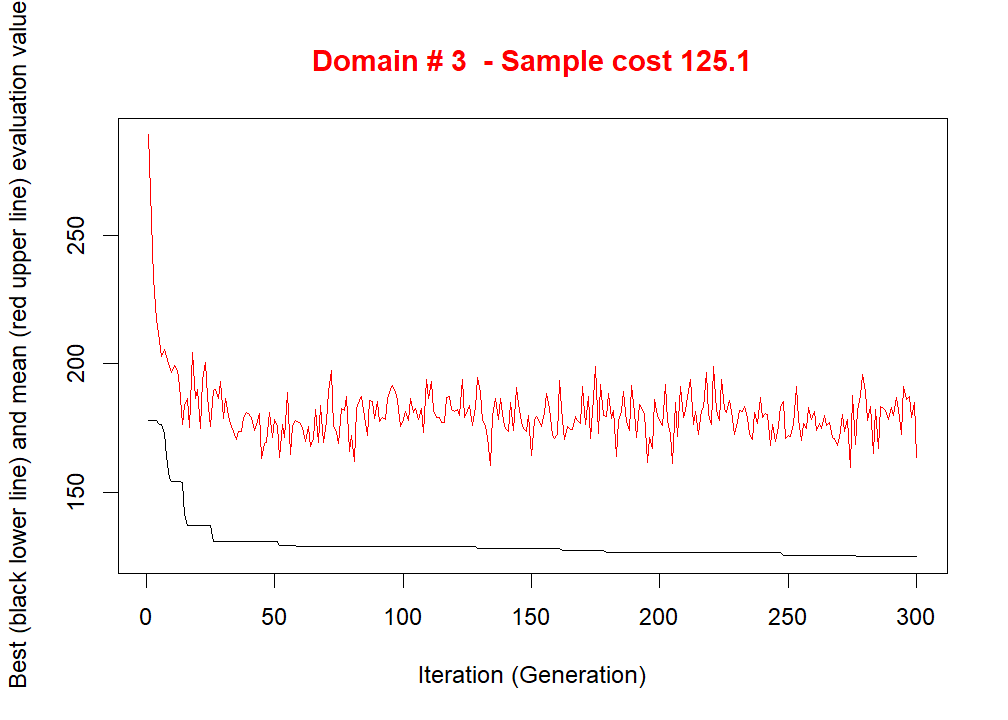 Domain # 3  - Sample cost 125.1
Best (black lower line) and mean (red upper line) evaluation value
250
200
150
0 50 100 150 200 250 300
Iteration (Generation)